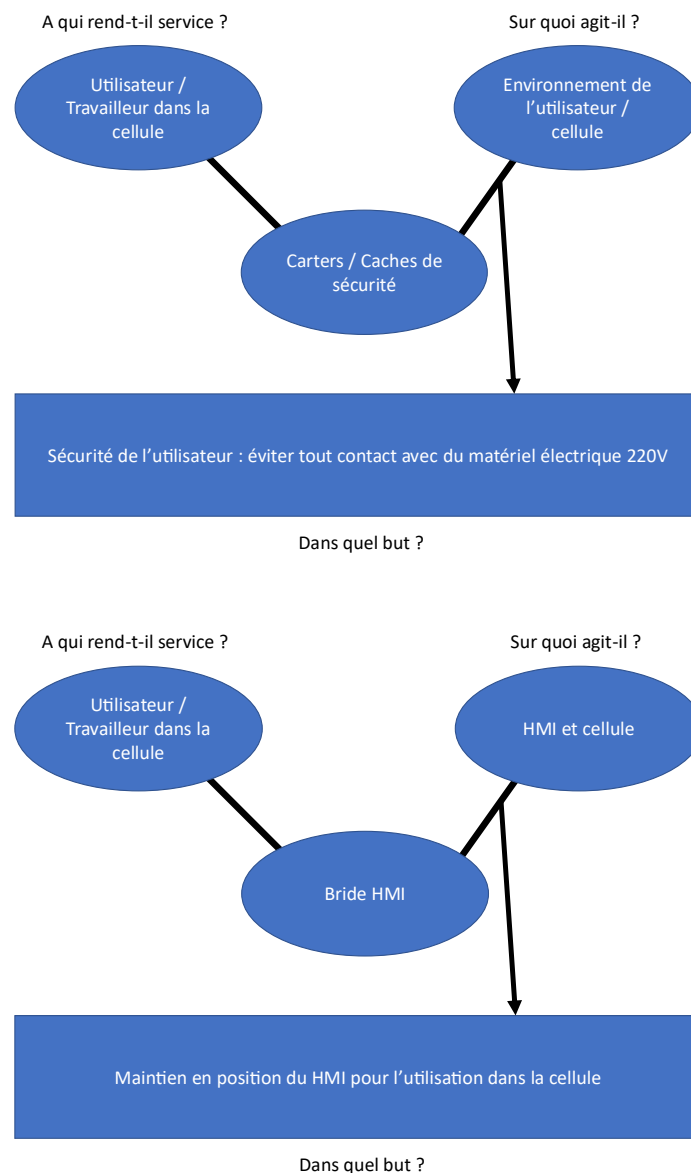 A qui rend-t-il service ?
Sur quoi agit-il ?
Utilisateur /
Travailleur dans la
cellule
Environnement de
l’utilisateur /
cellule
Carters / Caches de
sécurité
Sécurité de l’utilisateur : éviter tout contact avec du matériel électrique 220V
Dans quel but ?
A qui rend-t-il service ?
Sur quoi agit-il ?
Utilisateur /
Travailleur dans la
cellule
HMI et cellule
Bride HMI
Maintien en position du HMI pour l’utilisation dans la cellule
Dans quel but ?